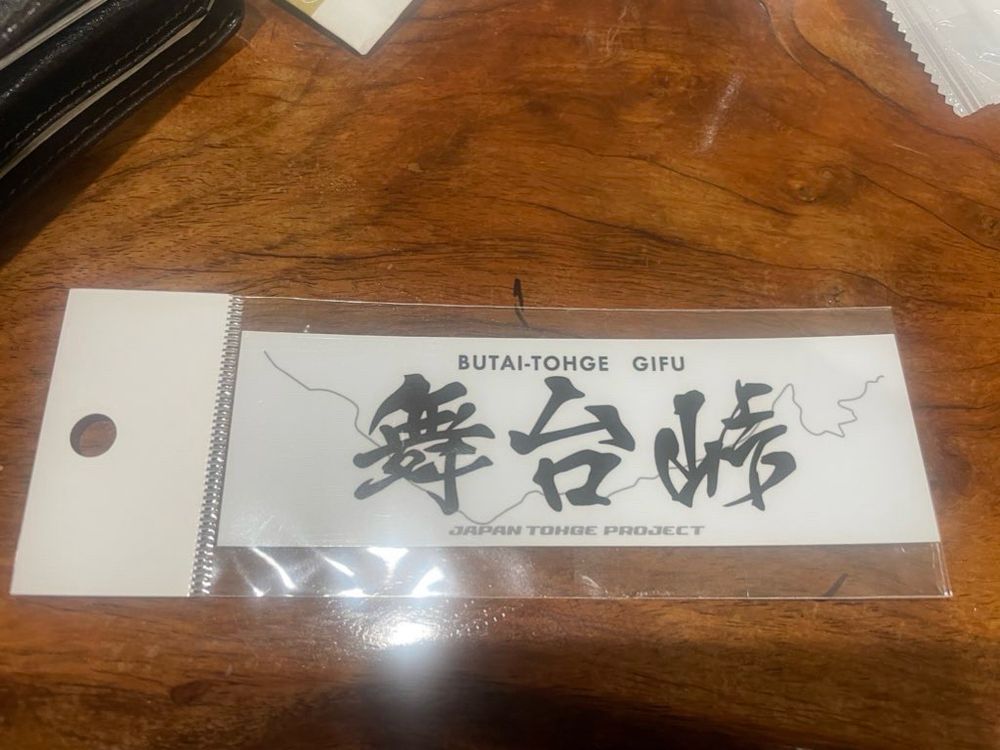 BUTAI-TOHGE GIFU
舞台峠
JAPAN TOHGE PROJECT